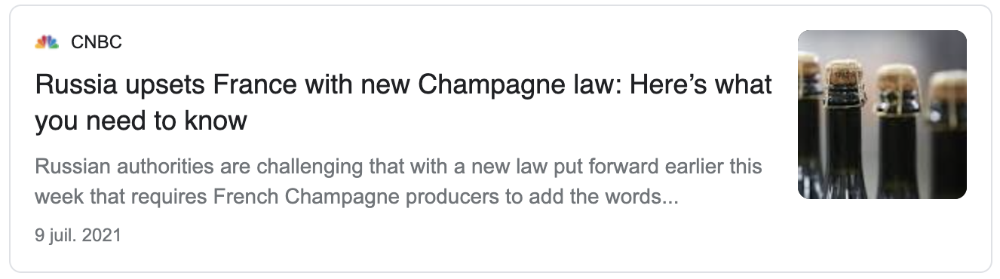 CNBC
Russia upsets France with new Champagne law: Here’s what
you need to know
Russian authorities are challenging that with a new law put forward earlier this
week that requires French Champagne producers to add the words...
9 juil. 2021